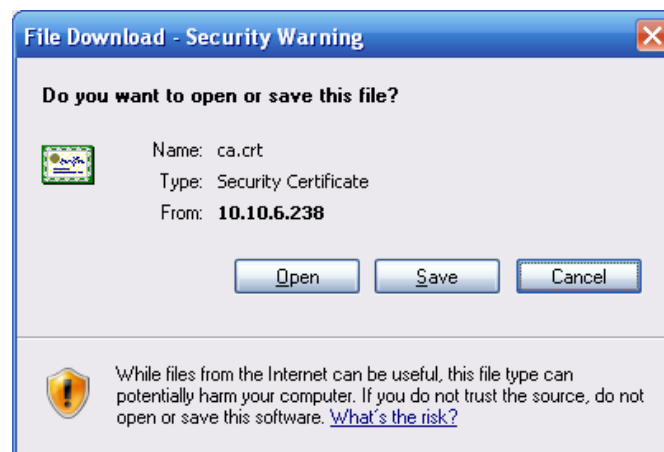 File Download - Security Warning
Do you want to open or save this file?
Name: ca.crt
Type: Security Certificate
From: 10.10.6.238
Open Save Cancel
While files from the Internet can be useful, this file type can
potentially harm your computer. If you do not trust the source, do not
open or save this software. What's the risk?